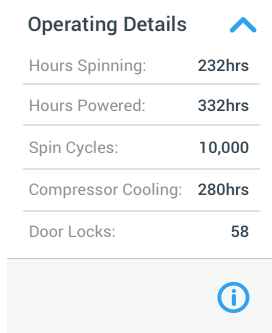 Operating Details
Hours Spinning: 232hrs
Hours Powered: 332hrs
Spin Cycles: 10,000
Compressor Cooling: 280hrs
Door Locks: 58